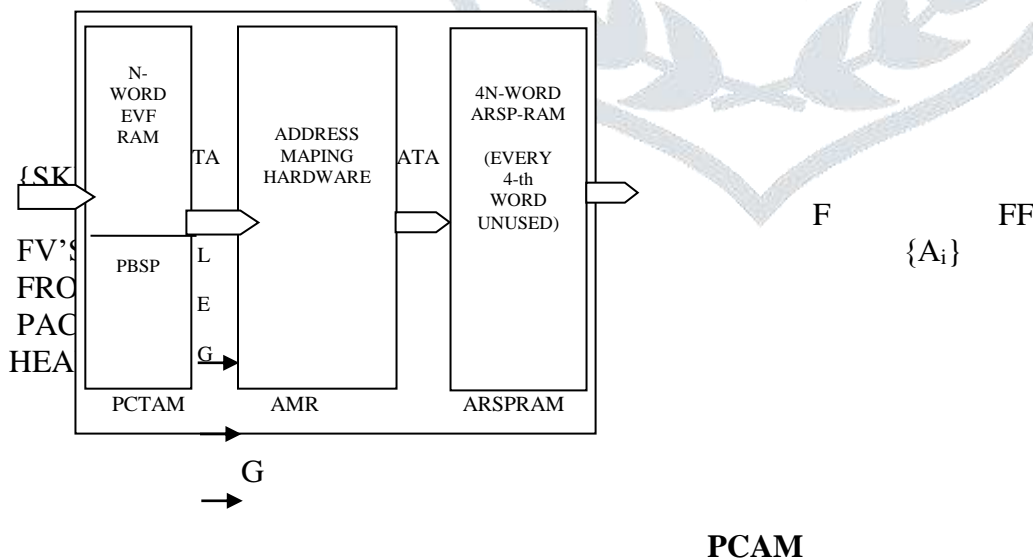 N-
WORD
EVF
RAM
PBSP
TA
L
E
G
ADDRESS
MAPING
HARDWARE
ATA
4N-WORD
ARSP-RAM
(EVERY
4-th
WORD
UNUSED)
{SK
FV'S
FRO
PAC
HEA
F FF
{Ai}
PCTAM AMR ARSPRAM
G
PCAM